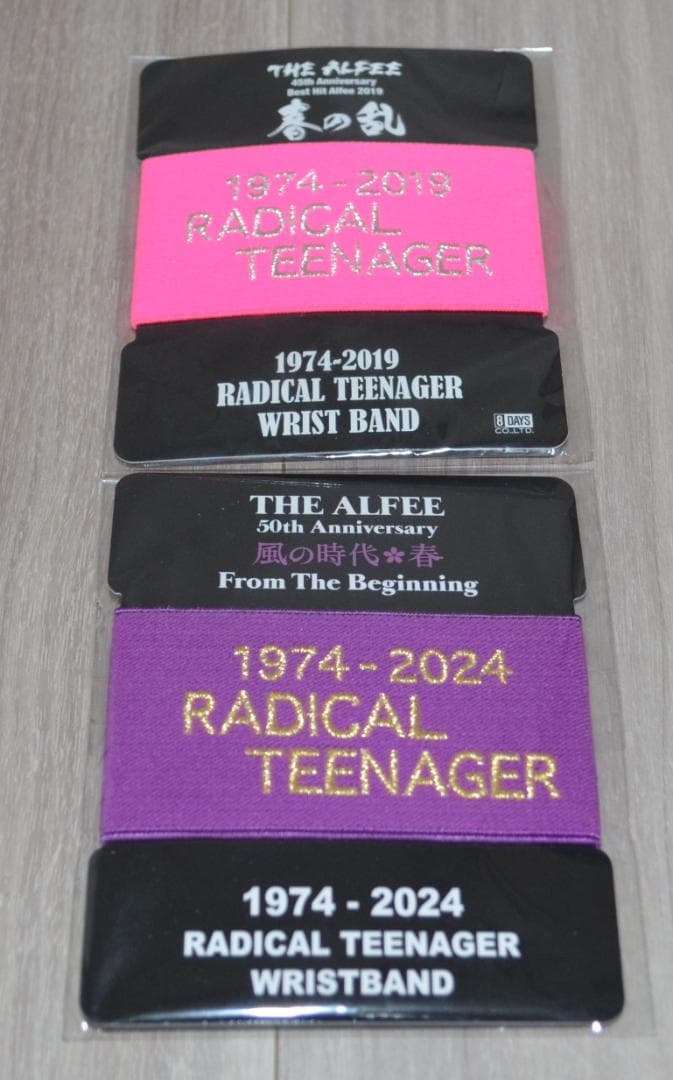 THE ALFEE
45th Anniversary
Best Hit Alfee 2019
春の乱
1974-2019
RADICAL
TEENAGER
1974-2019
RADICAL TEENAGER
WRIST BAND
8 DAYS
CO.,LTD.
THE ALFEE
50th Anniversary
風の時代✽春
From The Beginning
1974-2024
RADICAL
TEENAGER
1974 - 2024
RADICAL TEENAGER
WRISTBAND